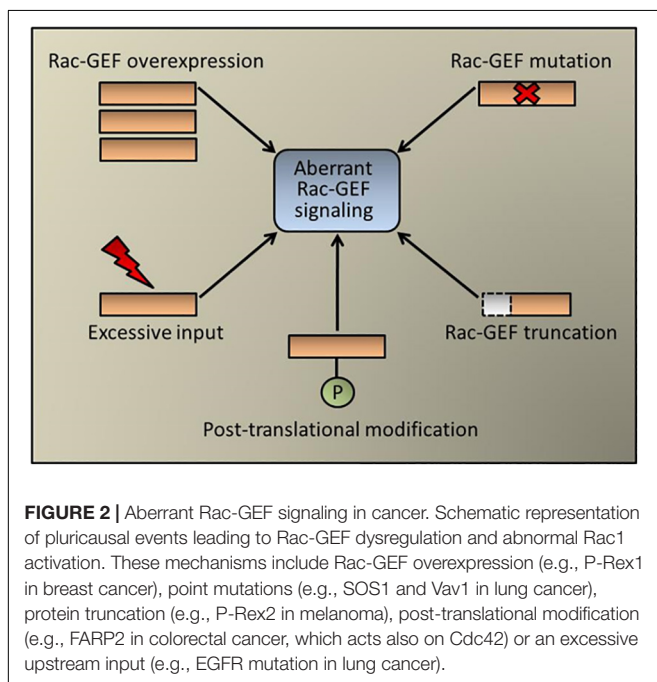 Rac-GEF overexpression
Rac-GEF mutation
Aberrant
Rac-GEF
signaling
Excessive input
Rac-GEF truncation
P
Post-translational modification
FIGURE 2 | Aberrant Rac-GEF signaling in cancer. Schematic representation
of pluricausal events leading to Rac-GEF dysregulation and abnormal Rac1
activation. These mechanisms include Rac-GEF overexpression (e.g., P-Rex1
in breast cancer), point mutations (e.g., SOS1 and Vav1 in lung cancer),
protein truncation (e.g., P-Rex2 in melanoma), post-translational modification
(e.g., FARP2 in colorectal cancer, which acts also on Cdc42) or an excessive
upstream input (e.g., EGFR mutation in lung cancer).